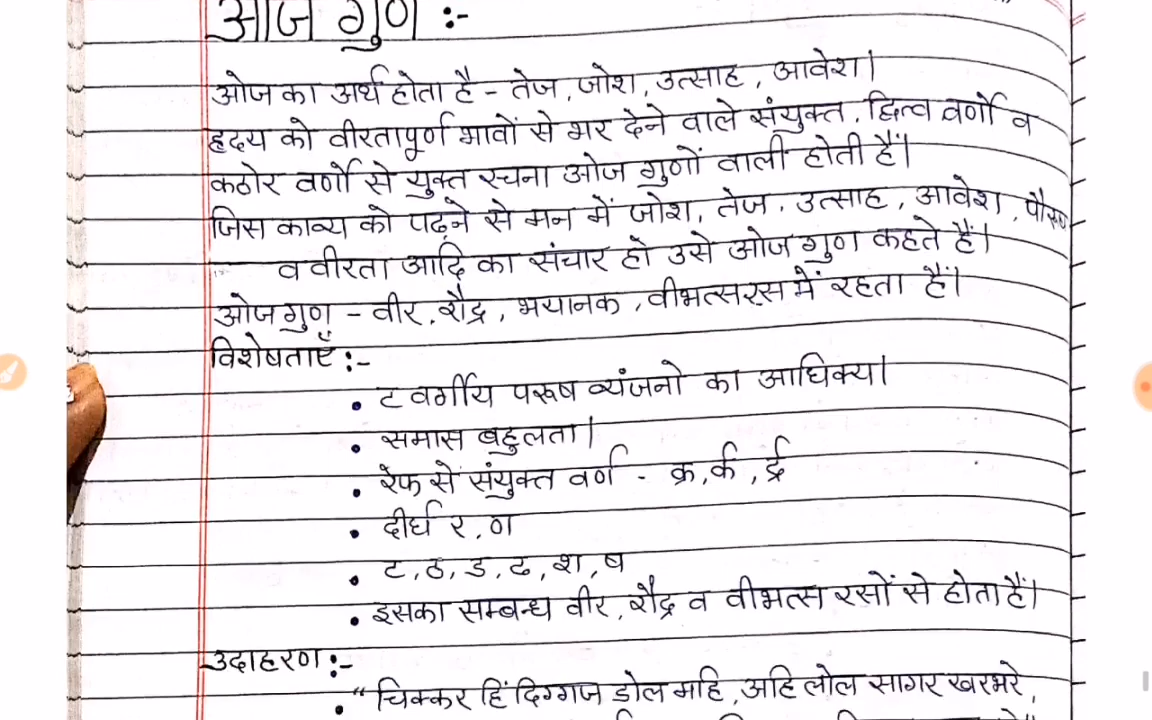 ओज गुण :-
ओज का अर्थ होता है - तेज, जोश, उत्साह, आवेश।
हृदय को वीरतापूर्ण भावों से भर देने वाले संयुक्त, द्वित्व वर्णों व
कठोर वर्णों से युक्त रचना ओज गुणों वाली होती हैं।
जिस काव्य को पढ़ने से मन में जोश, तेज, उत्साह, आवेश,
व वीरता आदि का संचार हो उसे ओज गुण कहते हैं।
ओज गुण - वीर, रौद्र, भयानक, वीभत्स रस में रहता हैं।
विशेषताएँ :-
• ट वर्गीय परूष व्यंजनो का आधिक्य।
• समास बहुलता।
• रेफ से संयुक्त वर्ण - क्र, र्क, र्द्र
• दीर्घ र, ण
• ट, ठ, ड, ढ, श, ष
• इसका सम्बन्ध वीर, रौद्र व वीभत्स रसों से होता हैं।
उदाहरण :-
• " चिक्कर हिं दिग्गज डोल महि, अहि लोल सागर खरभरे,